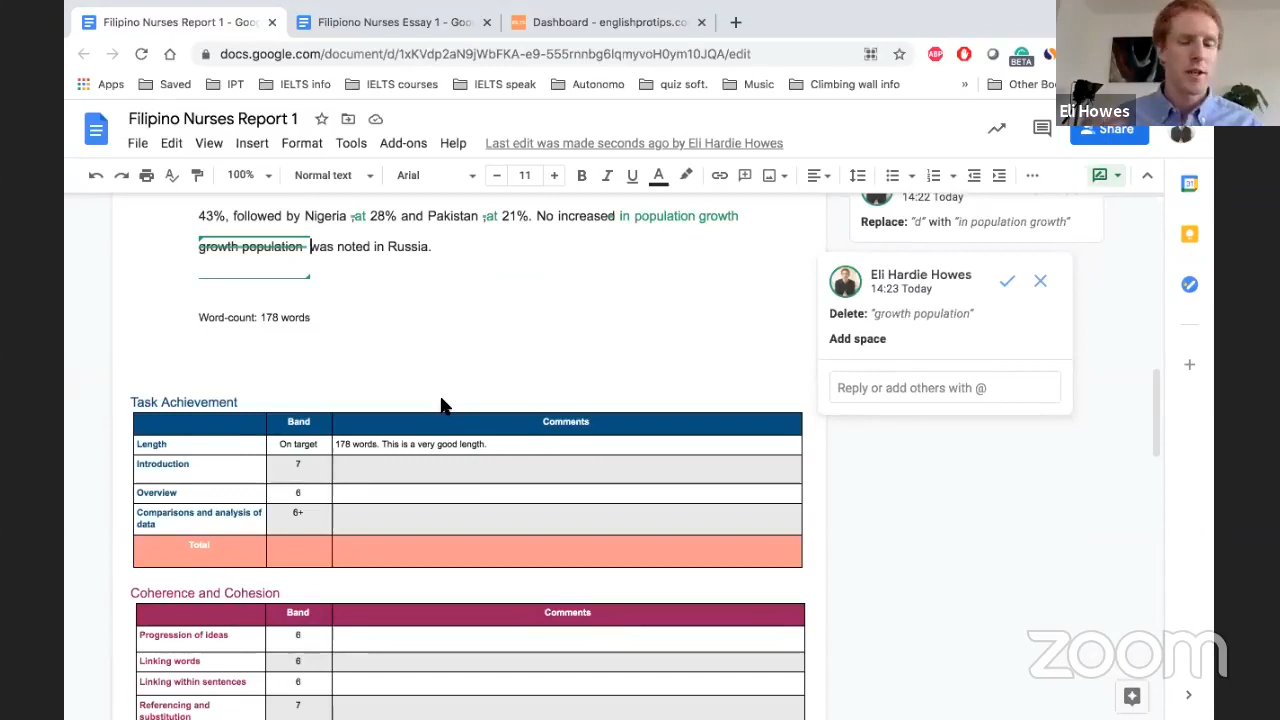 Filipino Nurses Report 1 - Goo
Filipiono Nurses Essay 1 - Goo
Dashboard - englishprotips.co
docs.google.com/document/d/1xKVdp2aN9jWbFKA-e9-555rnnbg6IqmyvoH0ym10JQA/edit
ABP
BETA
Apps
Saved
IPT
IELTS info
IELTS courses
IELTS speak
Autonomo
quiz soft.
Music
Climbing wall info
»
Other Boo
Eli Howes
Filipino Nurses Report 1
Share
File Edit View Insert Format Tools Add-ons Help Last edit was made seconds ago by Eli Hardie Howes
100% Normal text Arial 11 B I U A
43%, followed by Nigeria ,at 28% and Pakistan ,at 21%. No increased in population growth
growth population was noted in Russia.
Word-count: 178 words
14:22 Today
Replace: "d" with "in population growth"
Eli Hardie Howes
14:23 Today
Delete: "growth population"
Add space
Reply or add others with @
Task Achievement
Band Comments
Length On target 178 words. This is a very good length.
Introduction 7
Overview 6
Comparisons and analysis of data 6+
Total
Coherence and Cohesion
Band Comments
Progression of ideas 6
Linking words 6
Linking within sentences 6
Referencing and substitution 7
zoom